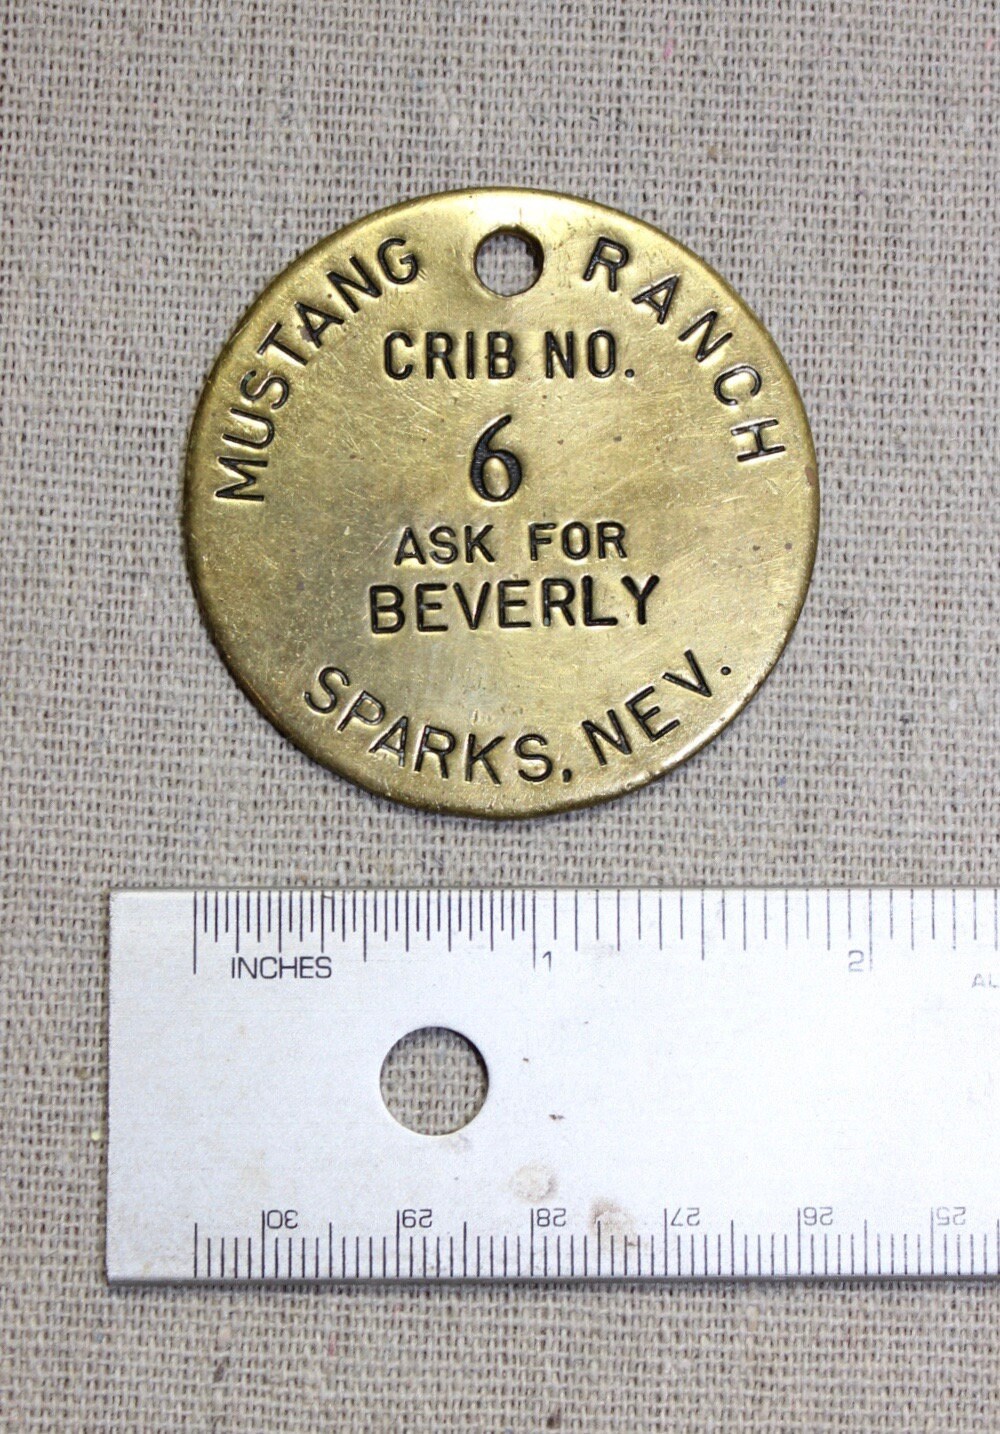 MUSTANG RANCH
CRIB NO.
6
ASK FOR
BEVERLY
SPARKS, NEV.
INCHES 1 2
AL
30 29 28 27 26 25